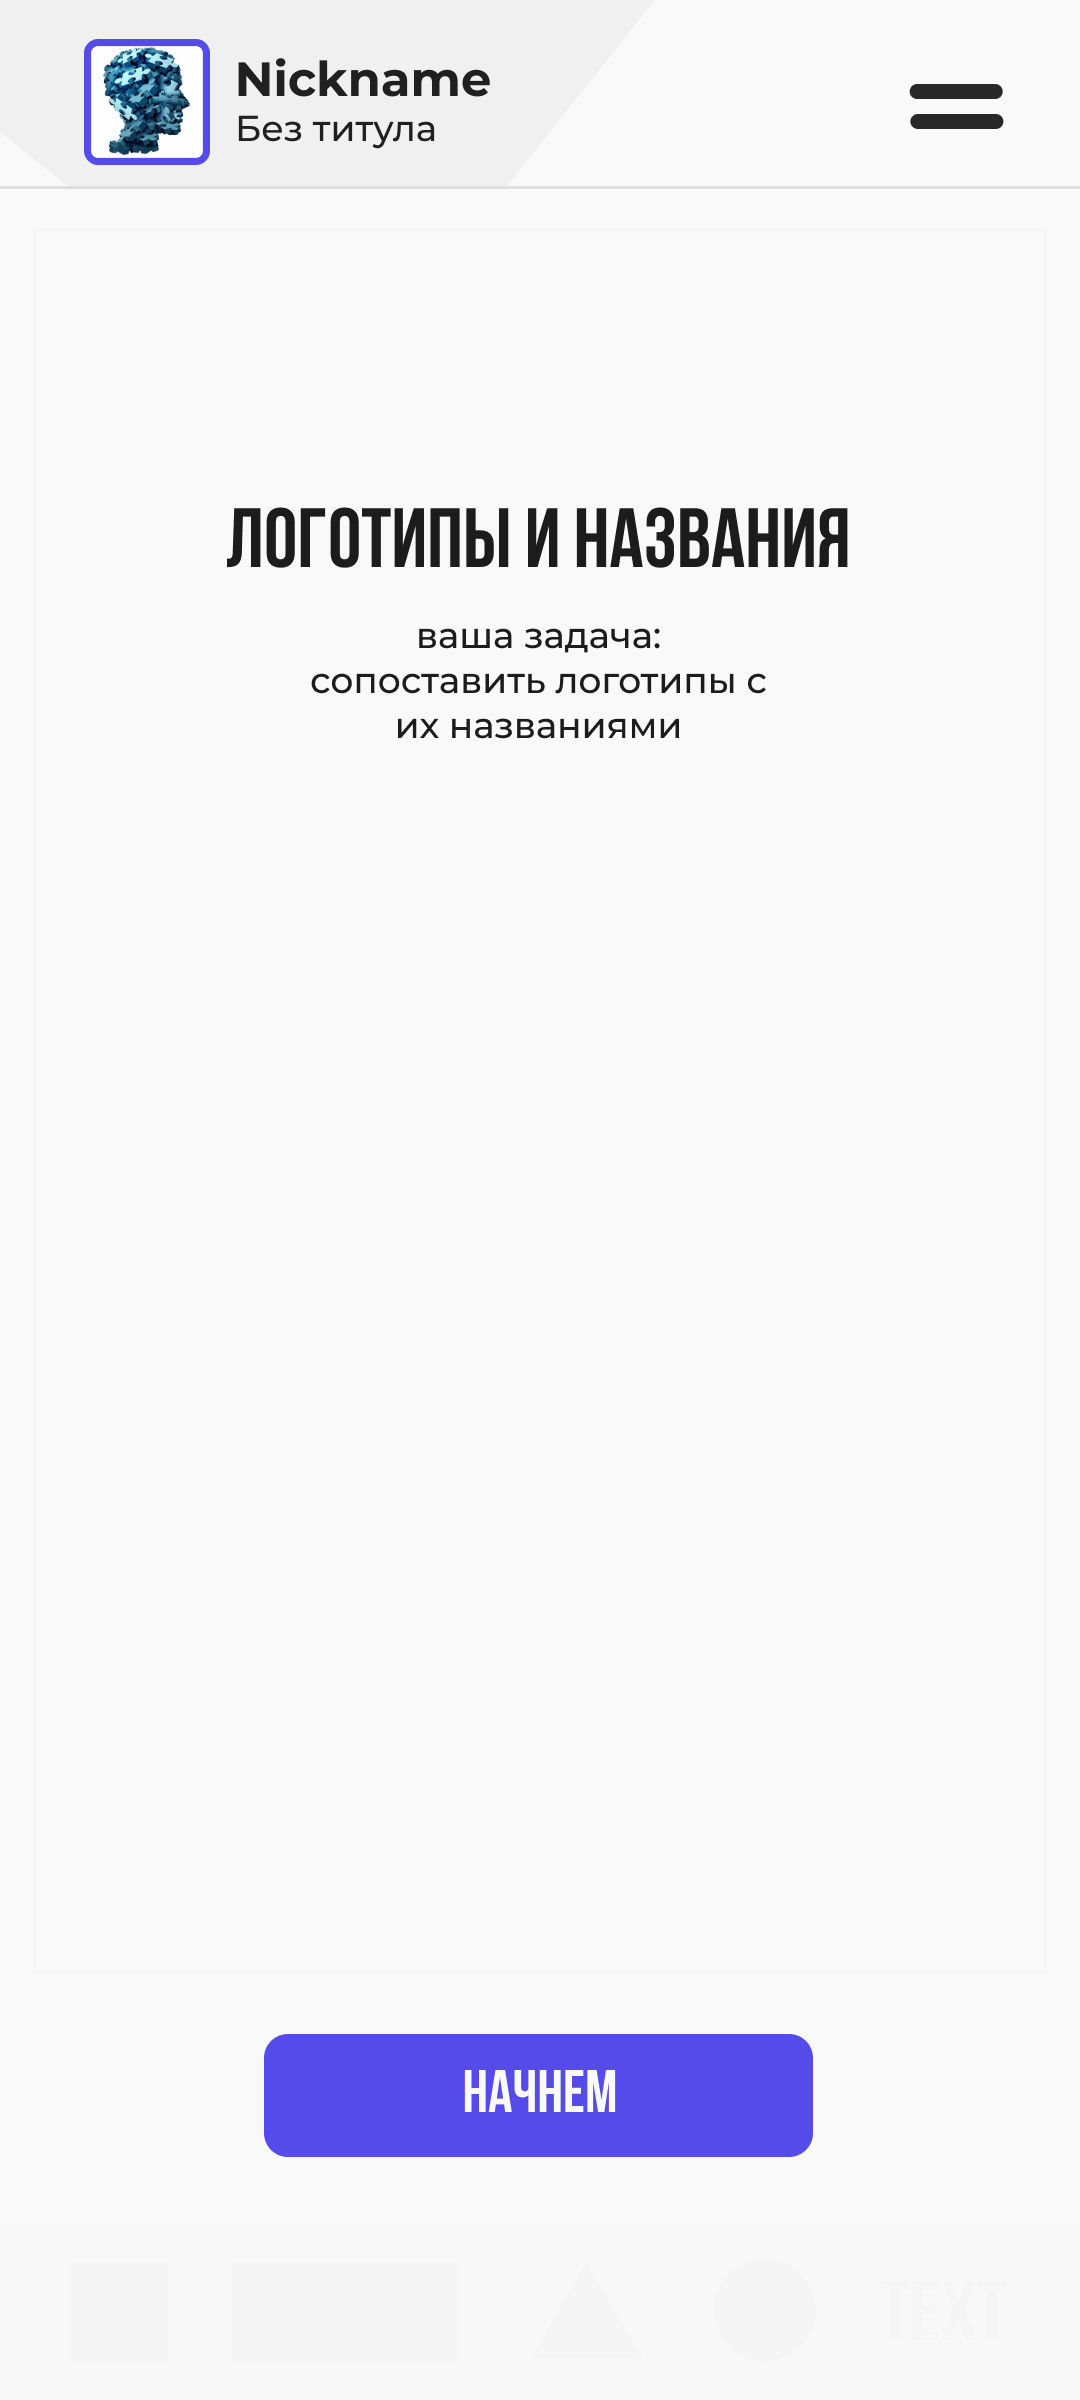 Nickname
Без титула
ЛОГОТИПЫ И НАЗВАНИЯ
ваша задача:
сопоставить логотипы с
их названиями
НАЧНЕМ
TEXT